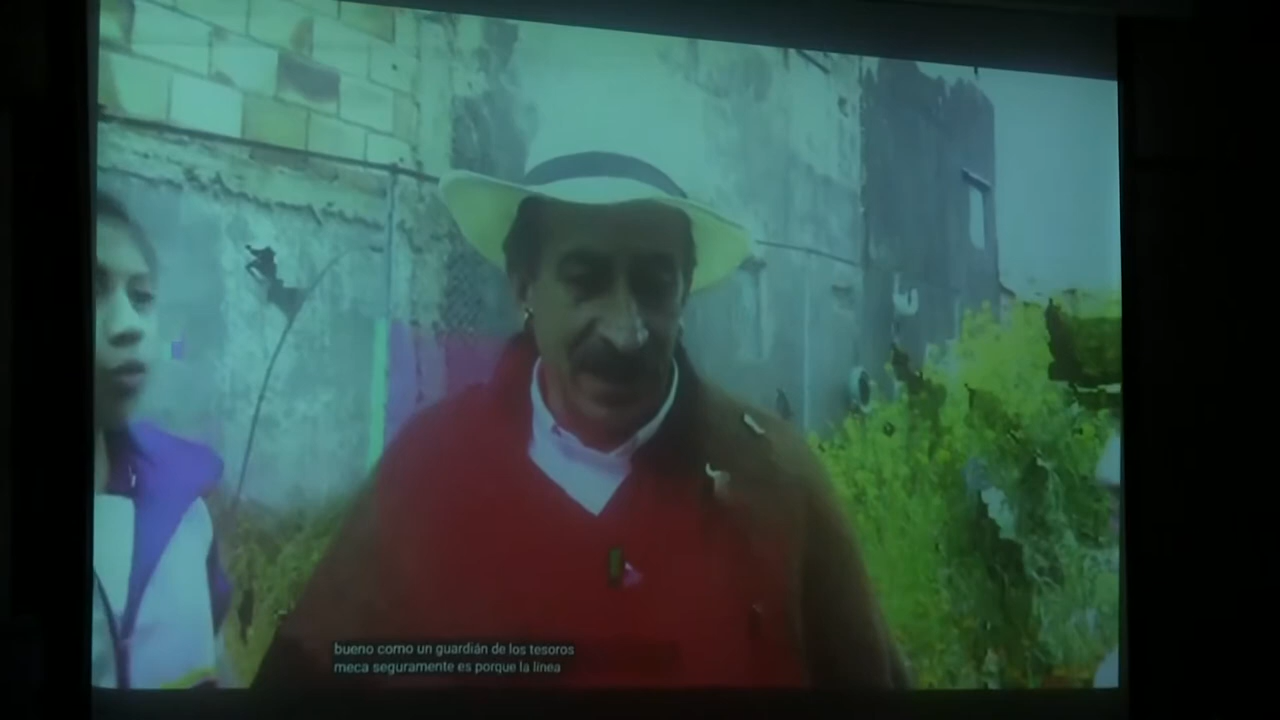 bueno como un guardián de los tesoros
meca seguramente es porque la línea